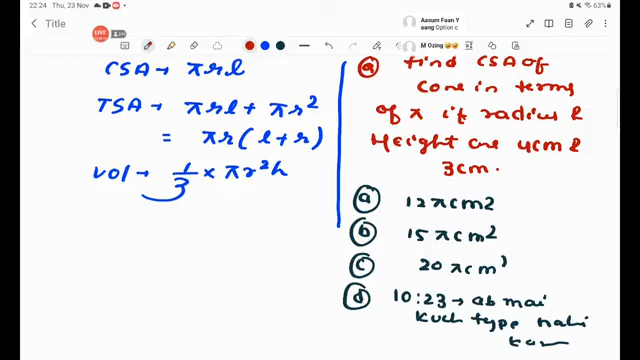 22:24 Thu, 23 Nov
63%
Title
LIVE
Aasum Faan Y
aang Option c
M Ozing
CSA → πrl
TSA → πrl + πr²
= πr(l+r)
vol → 1/3 × πr²h
Q find CSA of
Cone in terms
of π if radius &
Height are 4cm &
3cm.
a 12πcm2
b 15πcm²
c 20πcm²
d 10:23 → ab mai
kuch type nahi